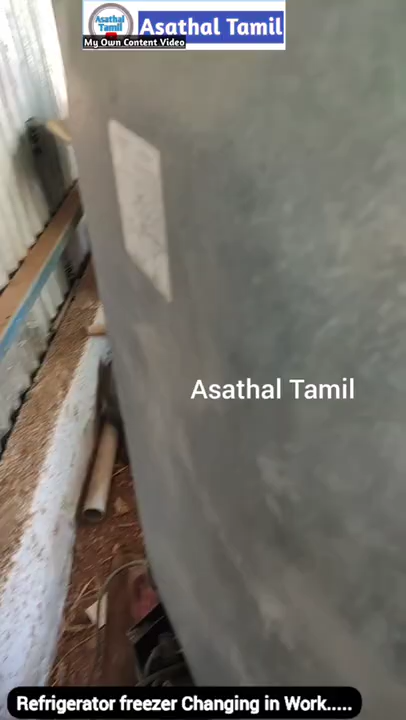 Asathal
Tamil
Asathal Tamil
My Own Content Video
Asathal Tamil
Refrigerator freezer Changing in Work.....